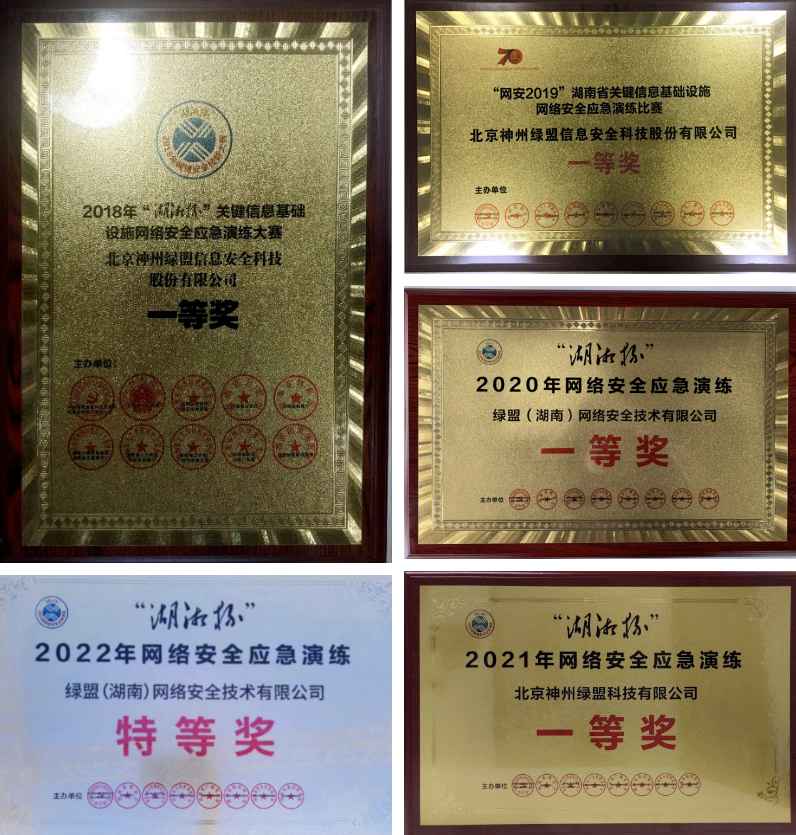 2018年“湖湘杯”关键信息基础
设施网络安全应急演练大赛
北京神州绿盟信息安全科技
股份有限公司
一等奖
主办单位：
70
“网安2019”湖南省关键信息基础设施
网络安全应急演练比赛
北京神州绿盟信息安全科技股份有限公司
一等奖
主办单位
“湖湘杯”
2020年网络安全应急演练
绿盟（湖南）网络安全技术有限公司
一等奖
主办单位
“湖湘杯”
2022年网络安全应急演练
绿盟(湖南)网络安全技术有限公司
特等奖
主办单位
“湖湘杯”
2021年网络安全应急演练
北京神州绿盟科技有限公司
一等奖
主办单位